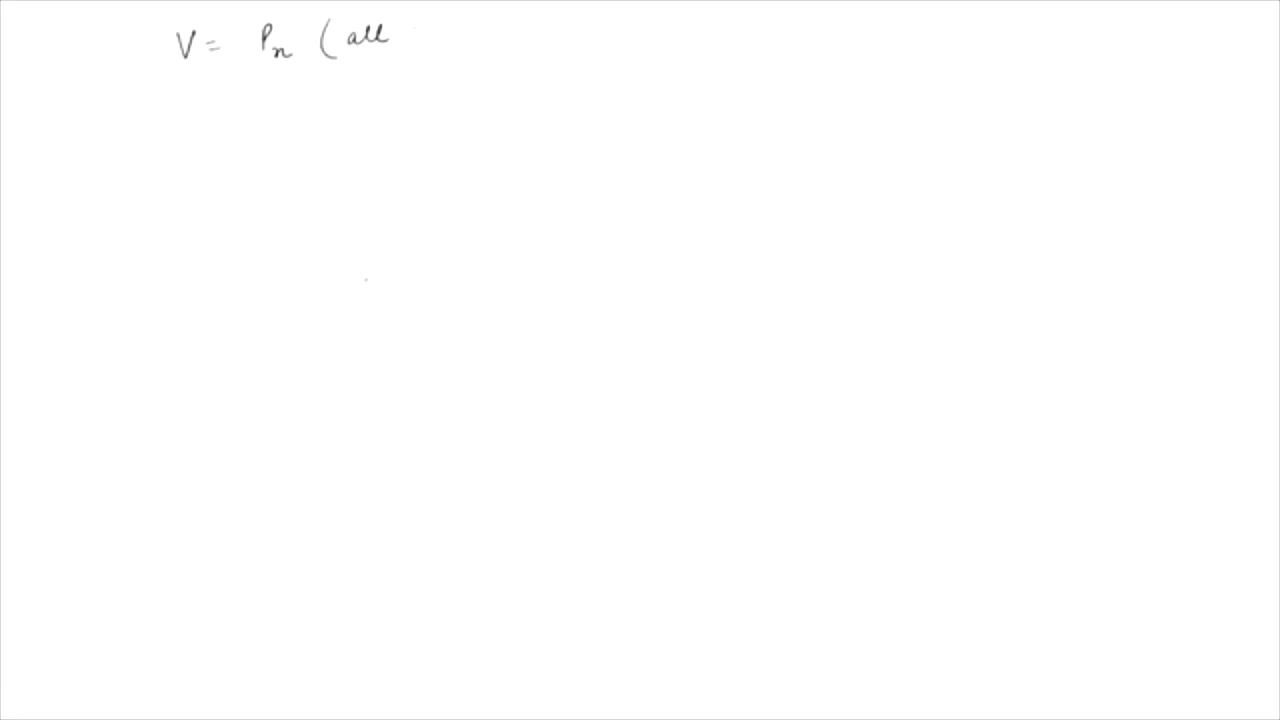 V = Pn ( all